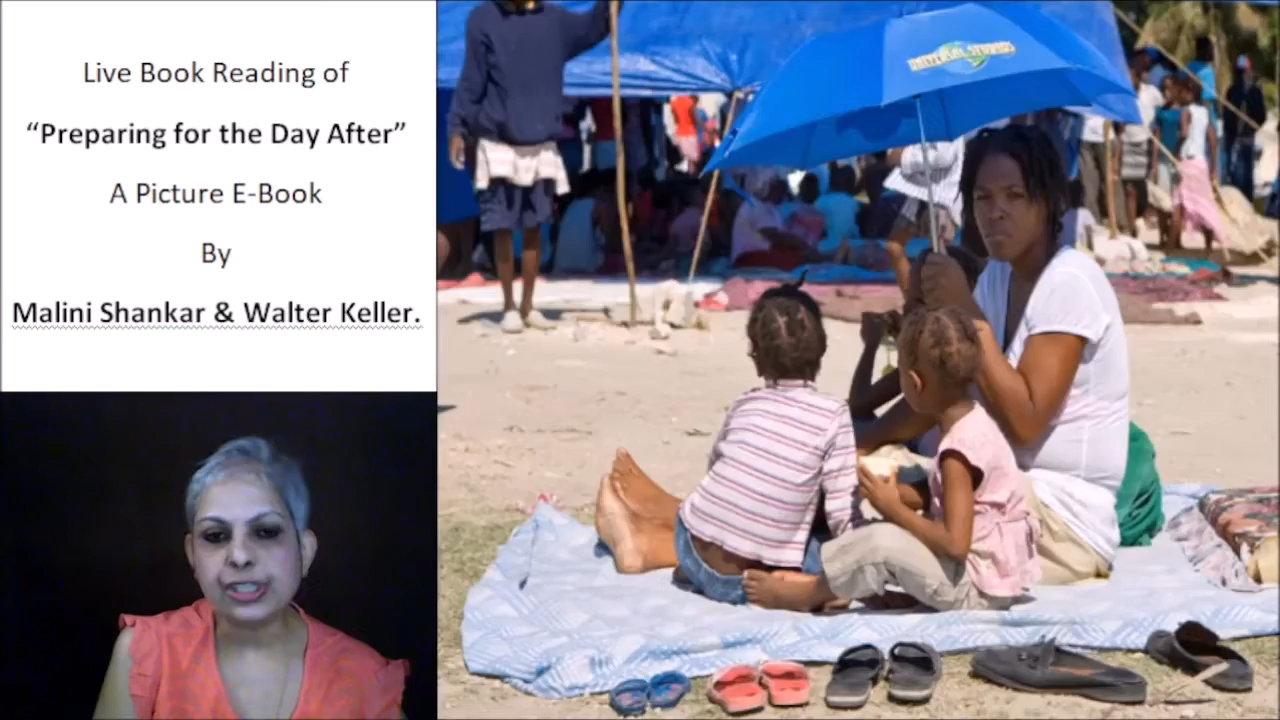 Live Book Reading of
“Preparing for the Day After”
A Picture E-Book
By
Malini Shankar & Walter Keller.
UNIVERSAL STUDIOS